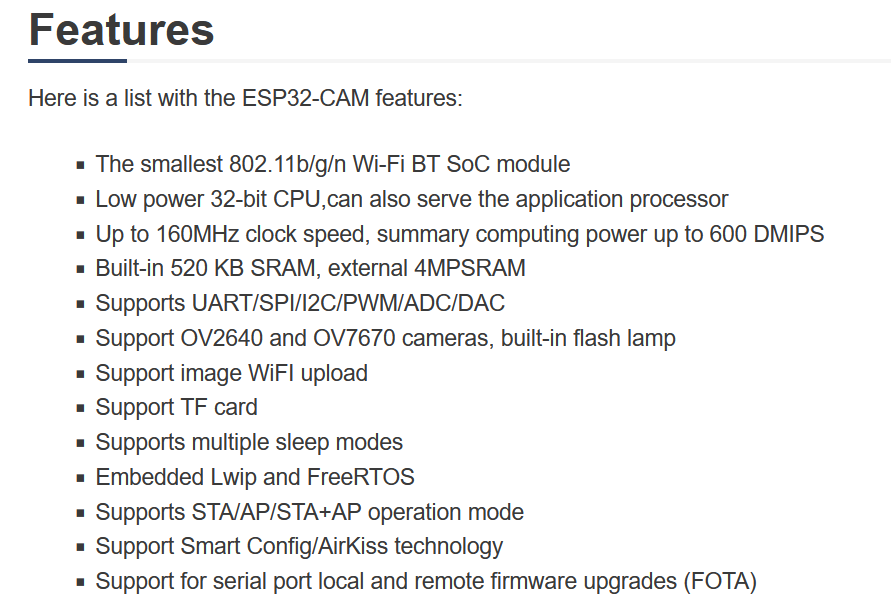 Features
Here is a list with the ESP32-CAM features:
The smallest 802.11b/g/n Wi-Fi BT SoC module
Low power 32-bit CPU,can also serve the application processor
Up to 160MHz clock speed, summary computing power up to 600 DMIPS
Built-in 520 KB SRAM, external 4MPSRAM
Supports UART/SPI/I2C/PWM/ADC/DAC
Support OV2640 and OV7670 cameras, built-in flash lamp
Support image WiFI upload
Support TF card
Supports multiple sleep modes
Embedded Lwip and FreeRTOS
Supports STA/AP/STA+AP operation mode
Support Smart Config/AirKiss technology
Support for serial port local and remote firmware upgrades (FOTA)